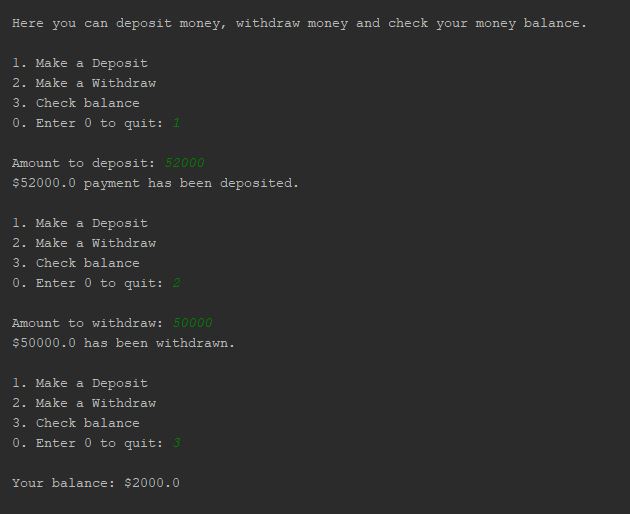 Here you can deposit money, withdraw money and check your money balance.
1. Make a Deposit
2. Make a Withdraw
3. Check balance
0. Enter 0 to quit: 1
Amount to deposit: 52000
$52000.0 payment has been deposited.
1. Make a Deposit
2. Make a Withdraw
3. Check balance
0. Enter 0 to quit: 2
Amount to withdraw: 50000
$50000.0 has been withdrawn.
1. Make a Deposit
2. Make a Withdraw
3. Check balance
0. Enter 0 to quit: 3
Your balance: $2000.0